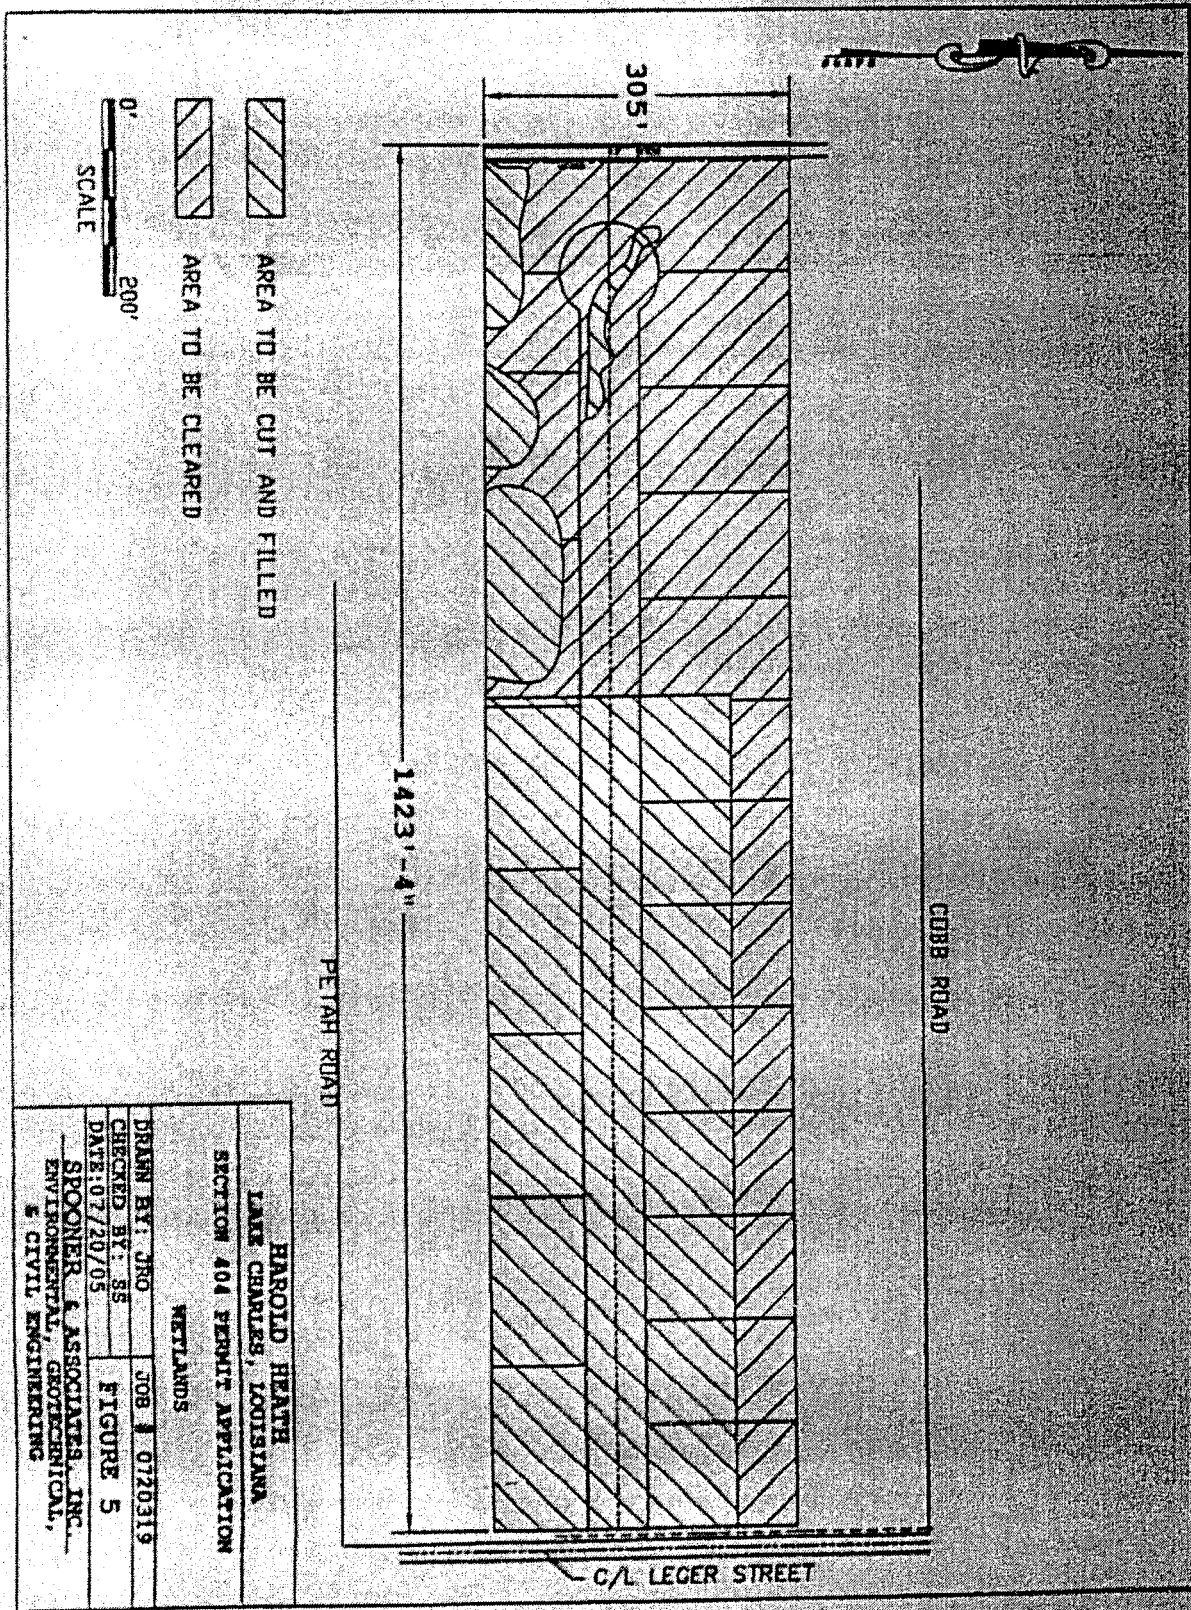 305'
1423'-4"
COBB ROAD
PETAH ROAD
C/L LEGER STREET
AREA TO BE CUT AND FILLED
AREA TO BE CLEARED
0'
200'
SCALE
HAROLD HEATH
LAKE CHARLES, LOUISIANA
SECTION 404 PERMIT APPLICATION
WETLANDS
DRAWN BY: JRO
JOB # 0720319
CHECKED BY: SS
DATE:07/20/05
FIGURE 5
SPOONER & ASSOCIATES, INC.
ENVIRONMENTAL, GEOTECHNICAL,
& CIVIL ENGINEERING